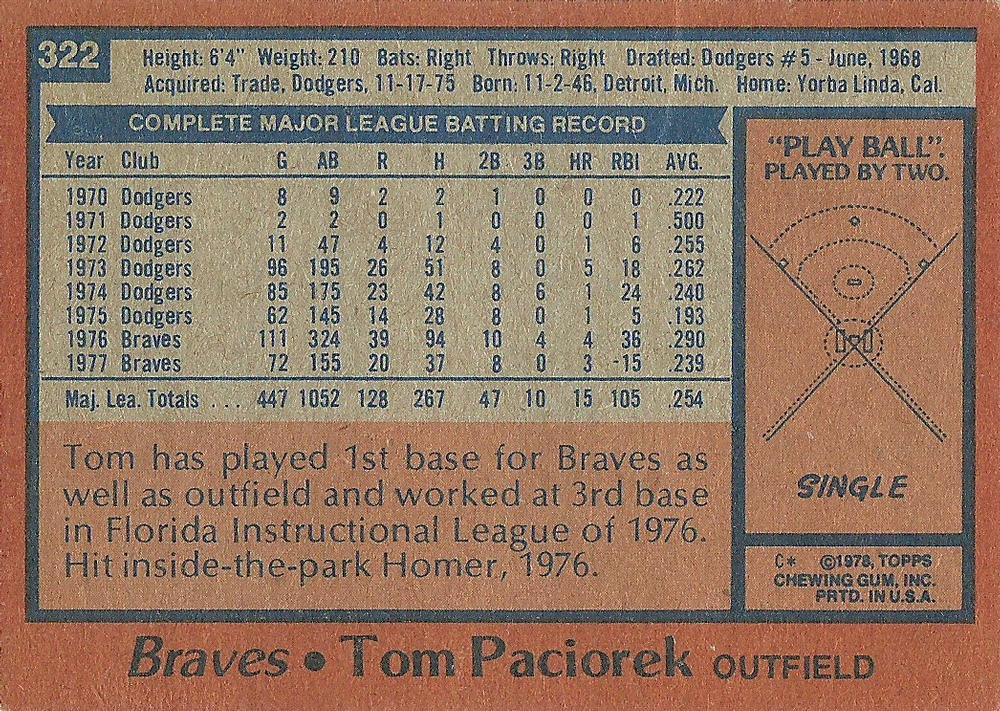 322
Height: 6'4" Weight: 210 Bats: Right Throws: Right Drafted: Dodgers #5 - June, 1968
Acquired: Trade, Dodgers, 11-17-75 Born: 11-2-46, Detroit, Mich. Home: Yorba Linda, Cal.
COMPLETE MAJOR LEAGUE BATTING RECORD
Year Club G AB R H 2B 3B HR RBI AVG.
1970 Dodgers 8 9 2 2 1 0 0 0 .222
1971 Dodgers 2 2 0 1 0 0 0 1 .500
1972 Dodgers 11 47 4 12 4 0 1 6 .255
1973 Dodgers 96 195 26 51 8 0 5 18 .262
1974 Dodgers 85 175 23 42 8 6 1 24 .240
1975 Dodgers 62 145 14 28 8 0 1 5 .193
1976 Braves 111 324 39 94 10 4 4 36 .290
1977 Braves 72 155 20 37 8 0 3 -15 .239
Maj. Lea. Totals . . . 447 1052 128 267 47 10 15 105 .254
Tom has played 1st base for Braves as
well as outfield and worked at 3rd base
in Florida Instructional League of 1976.
Hit inside-the-park Homer, 1976.
"PLAY BALL".
PLAYED BY TWO.
SINGLE
C* ©1978, TOPPS
CHEWING GUM, INC.
PRTD. IN U.S.A.
Braves • Tom Paciorek OUTFIELD